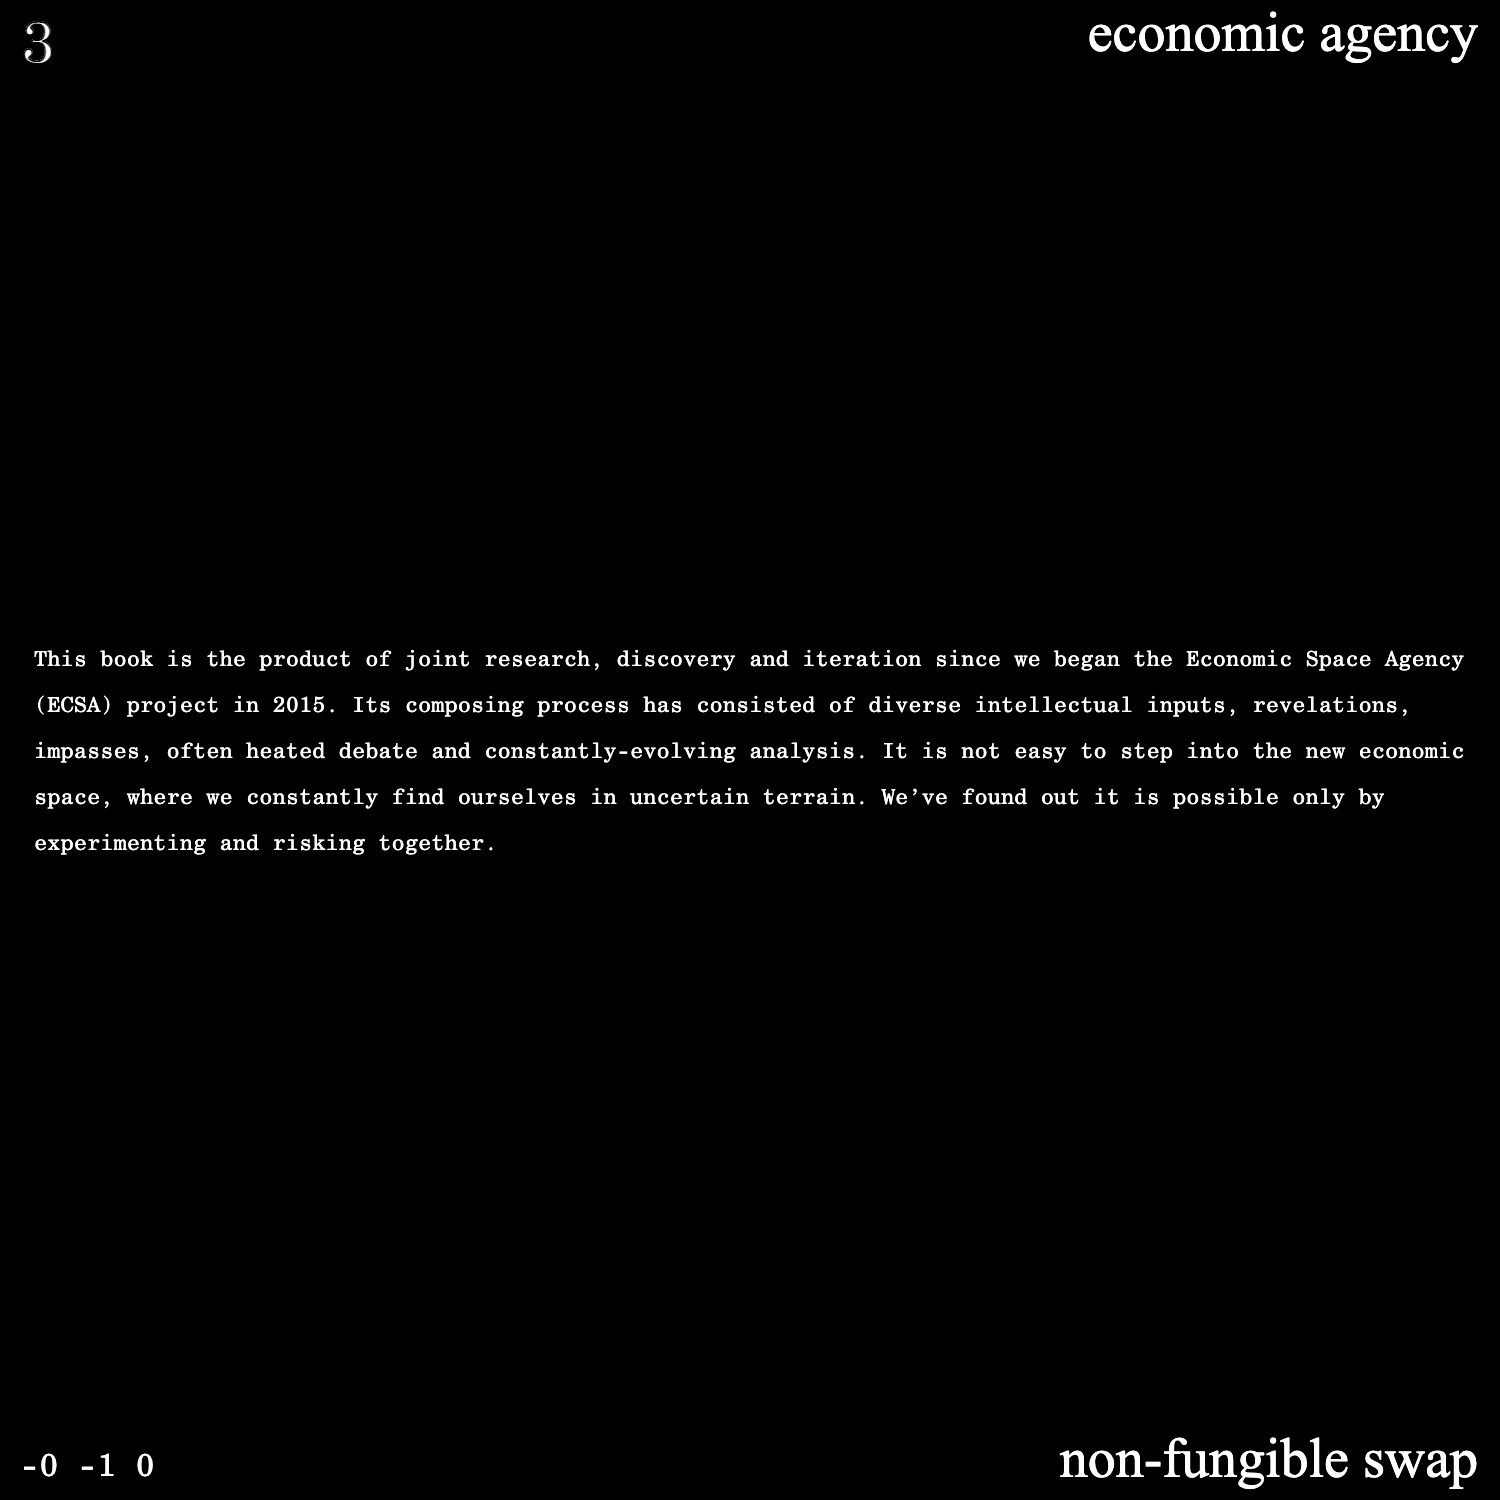 3
economic agency
This book is the product of joint research, discovery and iteration since we began the Economic Space Agency
(ECSA) project in 2015. Its composing process has consisted of diverse intellectual inputs, revelations,
impasses, often heated debate and constantly-evolving analysis. It is not easy to step into the new economic
space, where we constantly find ourselves in uncertain terrain. We’ve found out it is possible only by
experimenting and risking together.
-0 -1 0
non-fungible swap